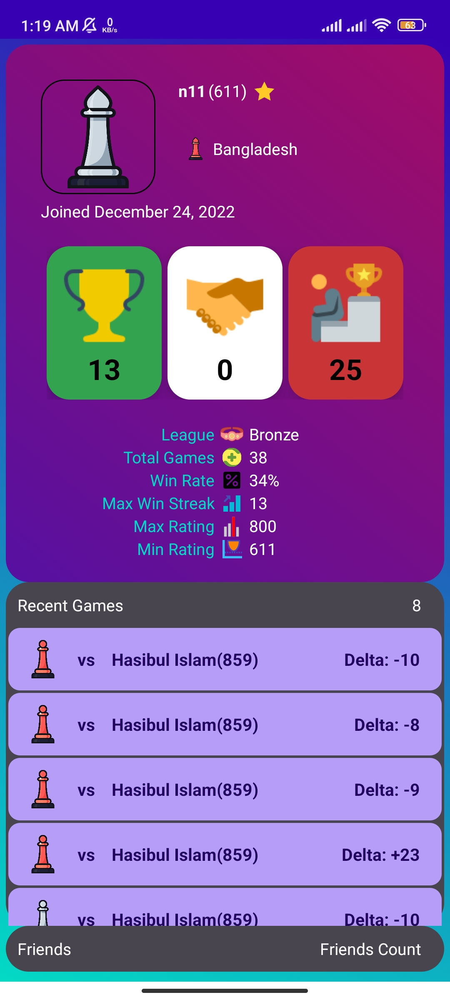 1:19 AM 0 KB/s 63
n11 (611)
Bangladesh
Joined December 24, 2022
13 0 25
League Bronze
Total Games 38
Win Rate 34%
Max Win Streak 13
Max Rating 800
Min Rating 611
Recent Games 8
vs Hasibul Islam(859) Delta: -10
vs Hasibul Islam(859) Delta: -8
vs Hasibul Islam(859) Delta: -9
vs Hasibul Islam(859) Delta: +23
vs Hasibul Islam(859) Delta: -10
Friends Friends Count